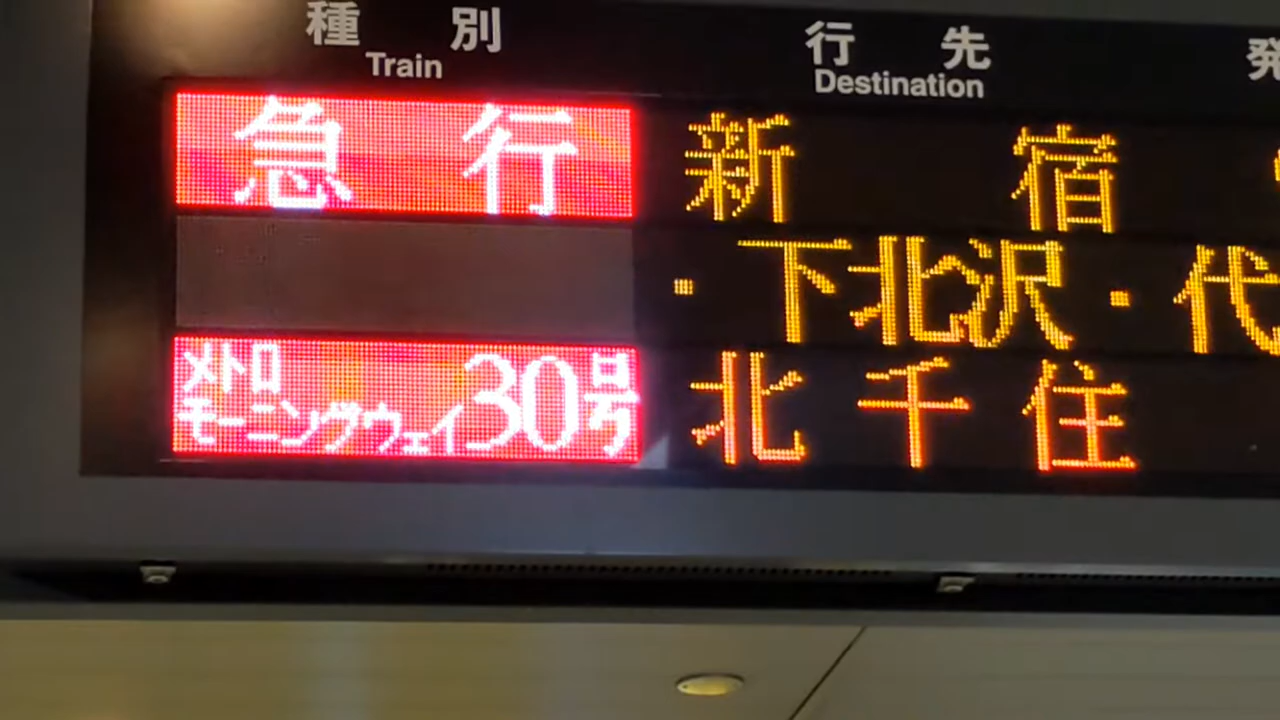 種別 行先 発
Train Destination
急行 新宿
・下北沢・代
メトロ
モーニングウェイ30号 北千住